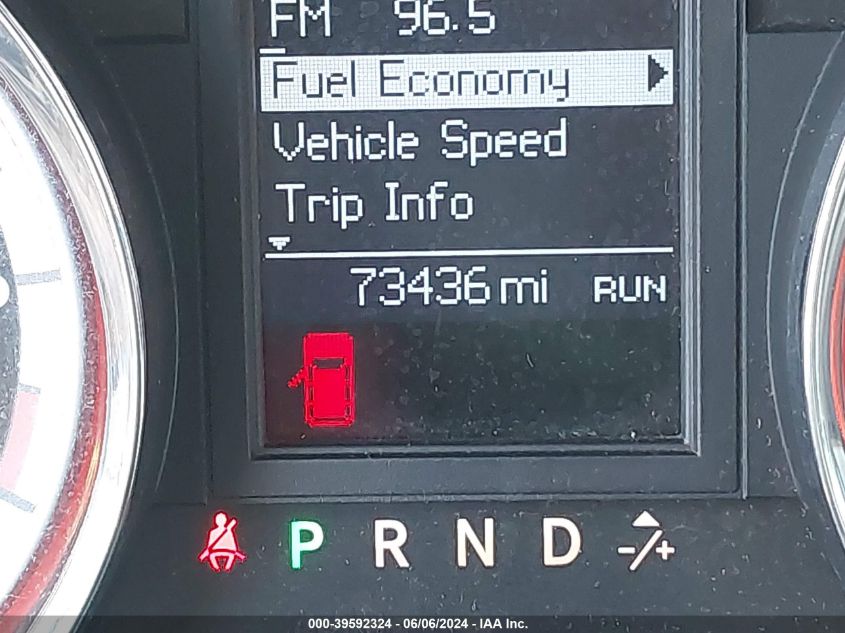 FM 96.5
Fuel Economy
Vehicle Speed
Trip Info
73436 mi RUN
P R N D -/+
000-39592324 | 06/06/2024 - IAA Inc.